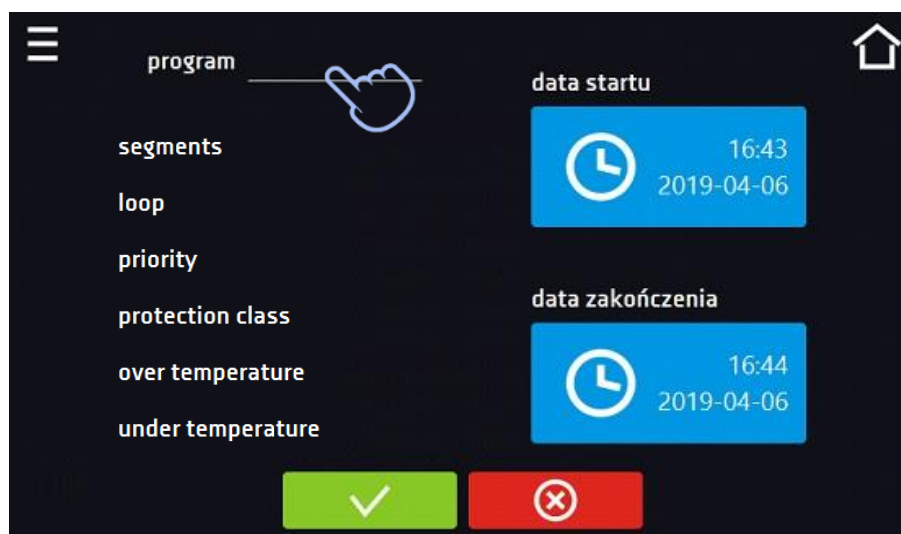 program
segments
loop
priority
protection class
over temperature
under temperature
data startu
16:43
2019-04-06
data zakończenia
16:44
2019-04-06